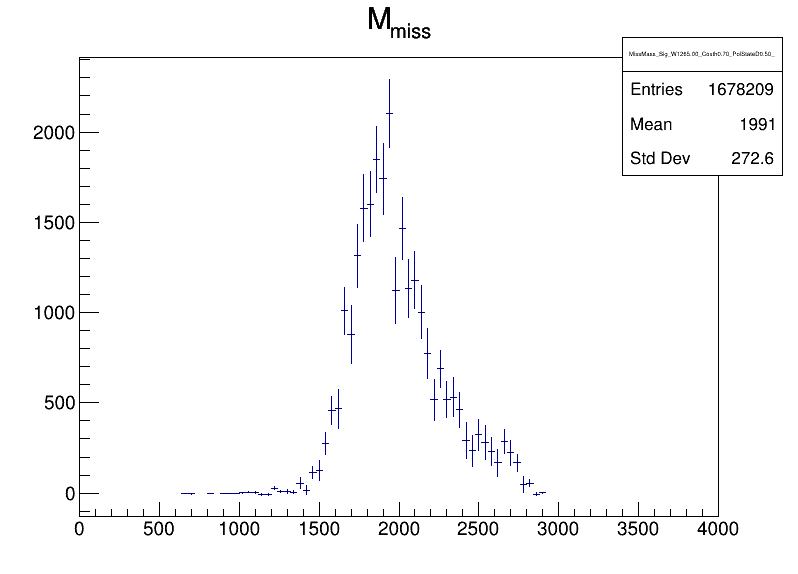 M_miss
MissMass_Sig_W1265.00_Costh0.70_PolStateD0.50_
Entries 1678209
Mean 1991
Std Dev 272.6
2000
1500
1000
500
0
0 500 1000 1500 2000 2500 3000 3500 4000